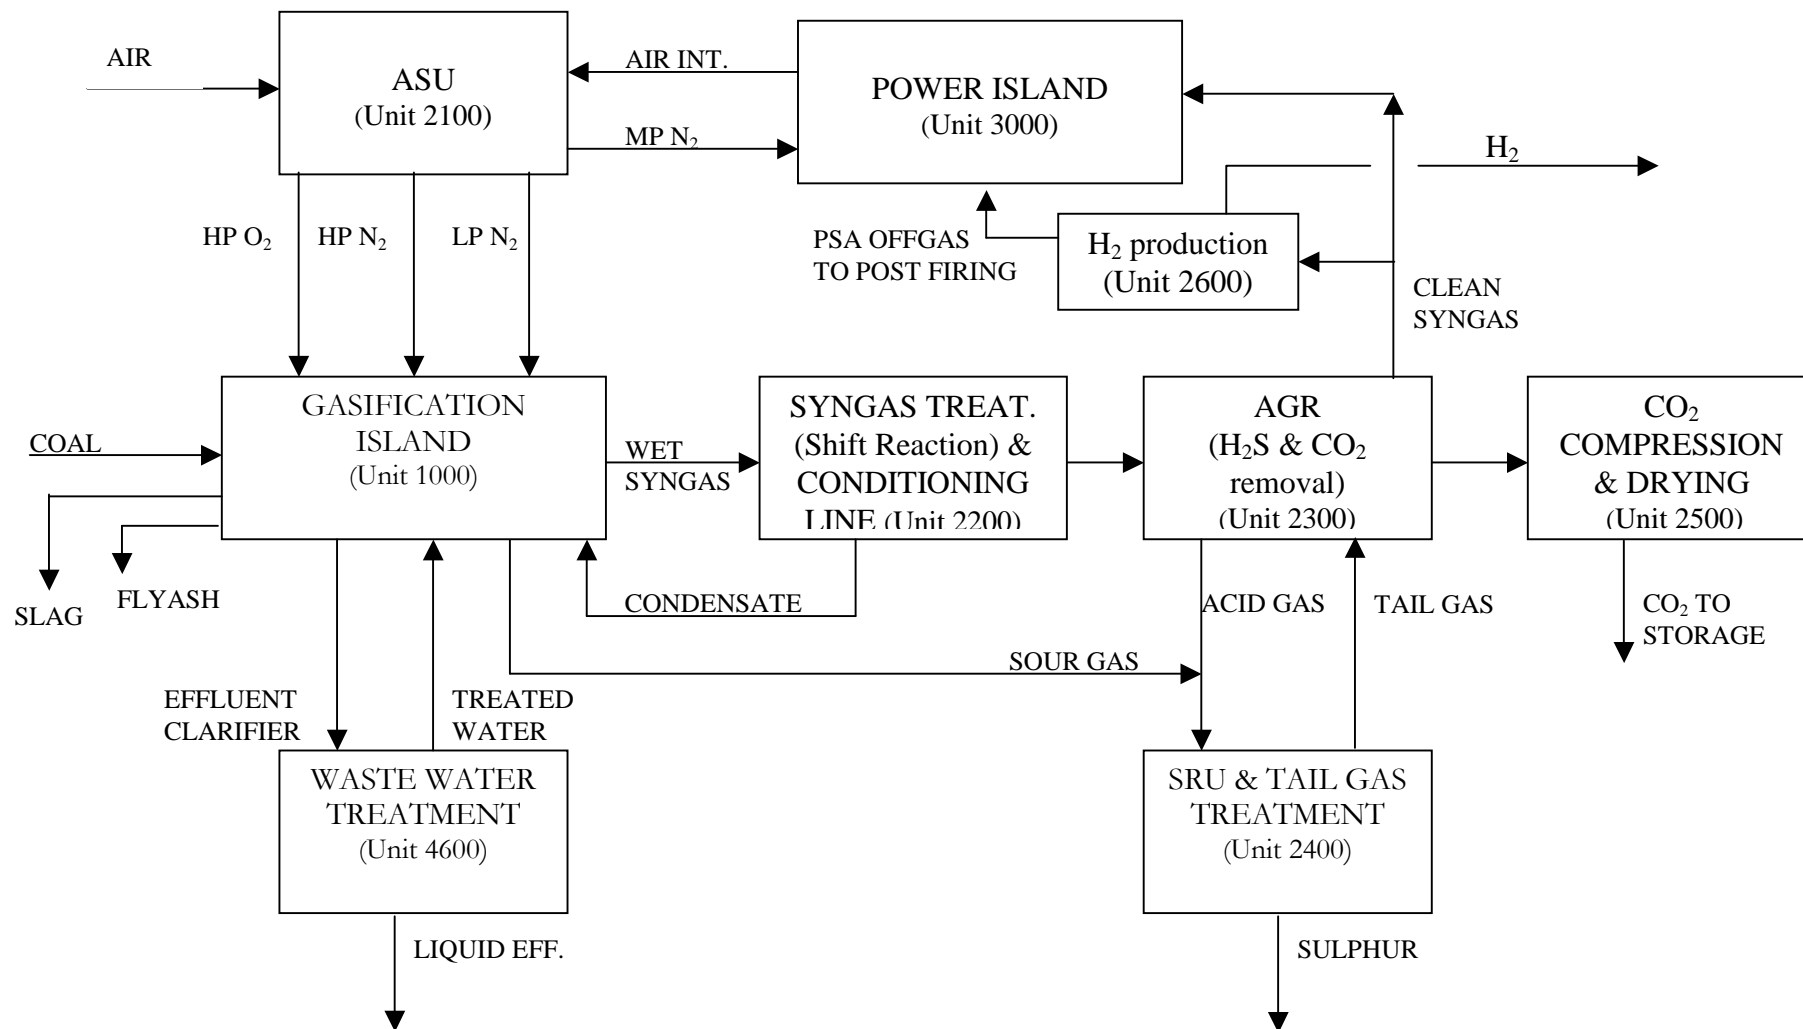 AIR
ASU
(Unit 2100)
AIR INT.
MP N₂
POWER ISLAND
(Unit 3000)
H₂
HP O₂
HP N₂
LP N₂
PSA OFFGAS
TO POST FIRING
H₂ production
(Unit 2600)
CLEAN
SYNGAS
COAL
GASIFICATION
ISLAND
(Unit 1000)
WET
SYNGAS
SYNGAS TREAT.
(Shift Reaction) &
CONDITIONING
LINE (Unit 2200)
AGR
(H₂S & CO₂
removal)
(Unit 2300)
CO₂
COMPRESSION
& DRYING
(Unit 2500)
SLAG
FLYASH
CONDENSATE
ACID GAS
TAIL GAS
CO₂ TO
STORAGE
SOUR GAS
EFFLUENT
CLARIFIER
TREATED
WATER
WASTE WATER
TREATMENT
(Unit 4600)
SRU & TAIL GAS
TREATMENT
(Unit 2400)
LIQUID EFF.
SULPHUR